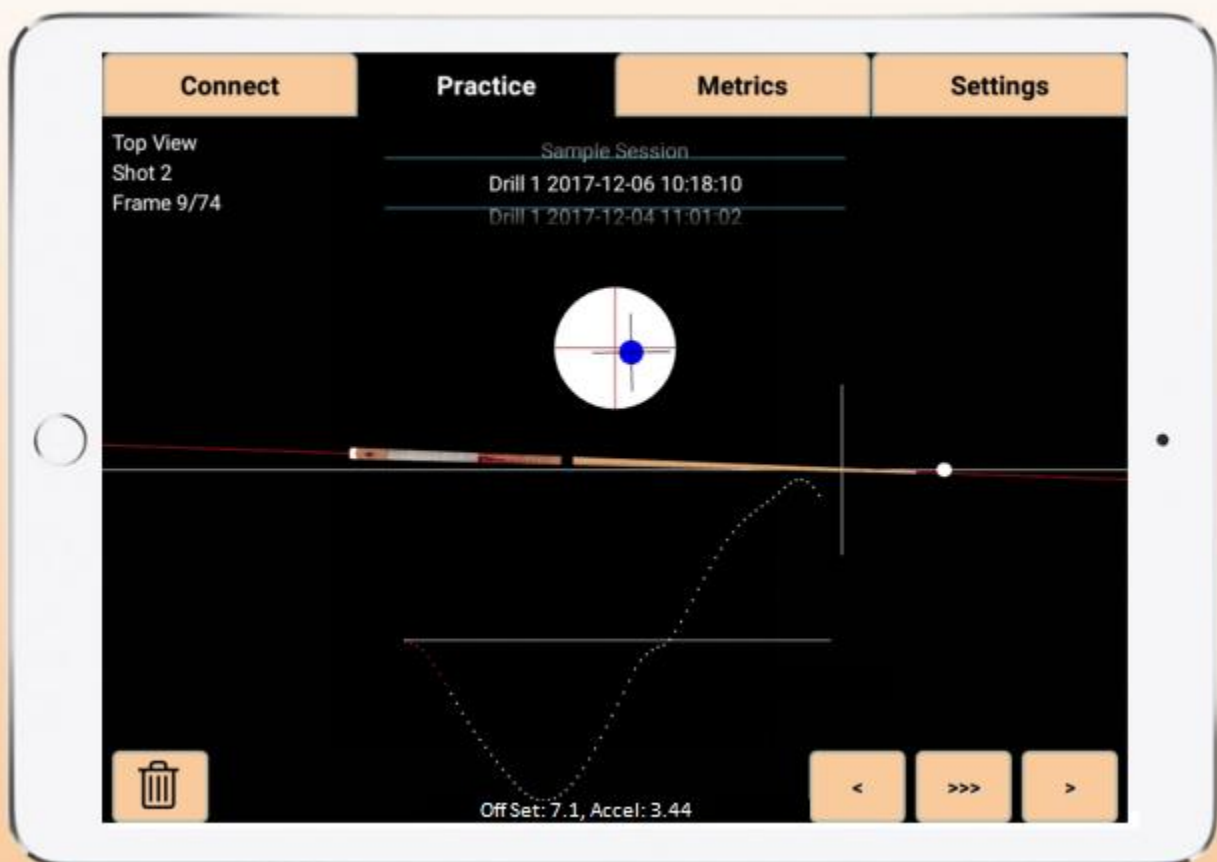 Connect
Practice
Metrics
Settings
Top View
Shot 2
Frame 9/74
Sample Session
Drill 1 2017-12-06 10:18:10
Drill 1 2017-12-04 11:01:02
Off Set: 7.1, Accel: 3.44
<
>>>
>